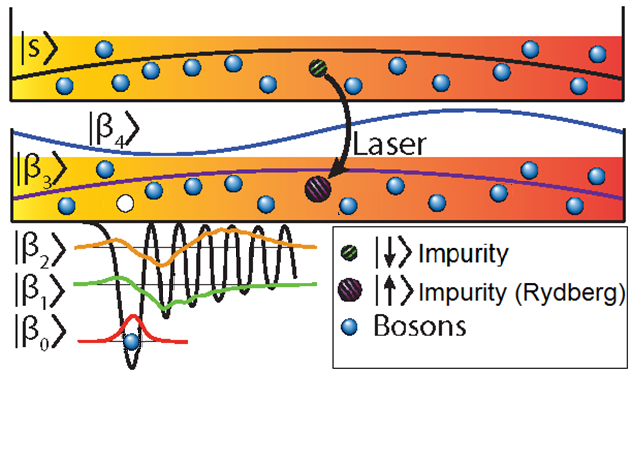 |s⟩
|β₄⟩
Laser
|β₃⟩
|β₂⟩
|β₁⟩
|β₀⟩
|↓⟩ Impurity
|↑⟩ Impurity (Rydberg)
Bosons